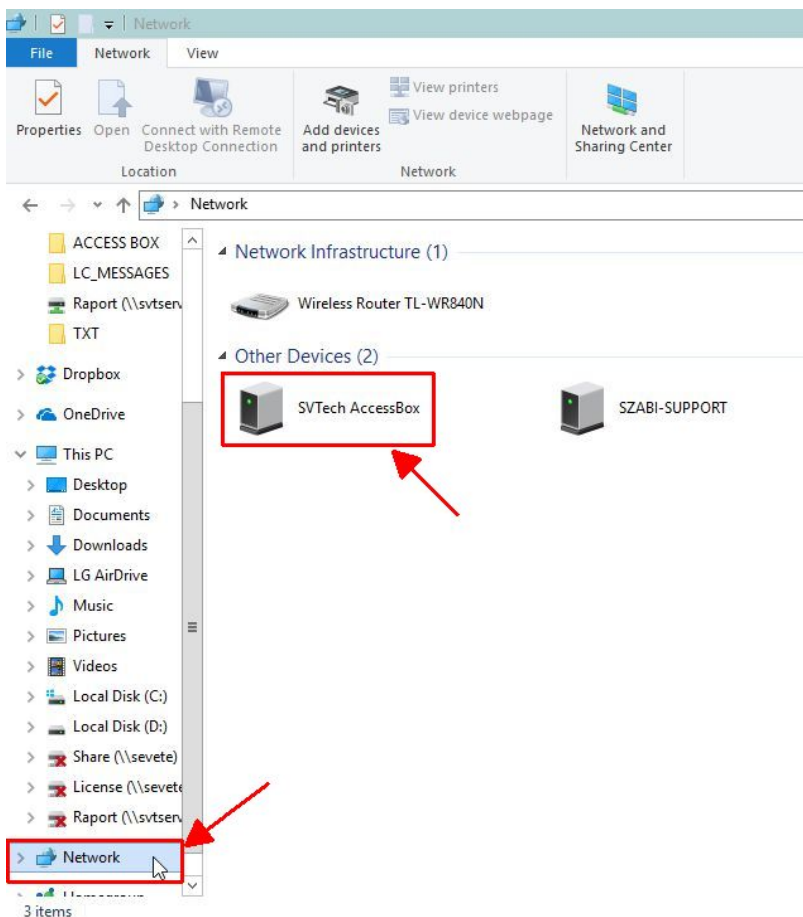 Network
File Network View
Properties Open Connect with Remote Desktop Connection
Add devices and printers
View printers
View device webpage
Network and Sharing Center
Location Network
Network
ACCESS BOX
LC_MESSAGES
Raport (\\svtserv
TXT
Dropbox
OneDrive
This PC
Desktop
Documents
Downloads
LG AirDrive
Music
Pictures
Videos
Local Disk (C:)
Local Disk (D:)
Share (\\sevete)
License (\\sevete
Raport (\\svtserv
Network
3 items
Network Infrastructure (1)
Wireless Router TL-WR840N
Other Devices (2)
SVTech AccessBox
SZABI-SUPPORT